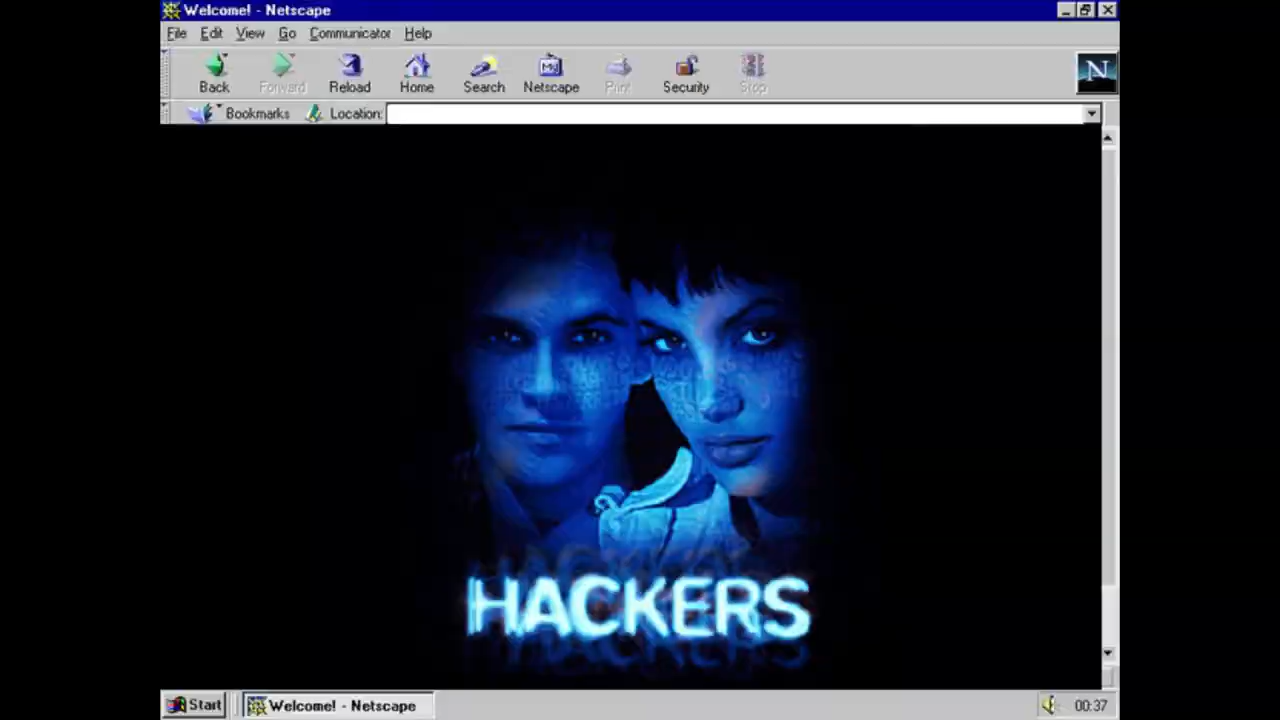 Welcome! - Netscape
File Edit View Go Communicator Help
Back Forward Reload Home Search Netscape Print Security Stop
N
Bookmarks Location:
HACKERS
Start Welcome! - Netscape 00:37